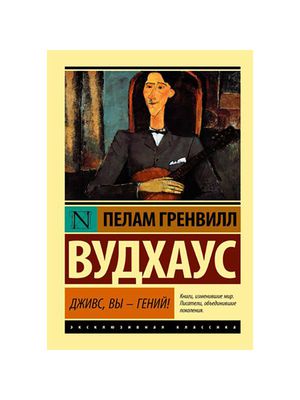 N
ПЕЛАМ ГРЕНВИЛЛ
ВУДХАУС
ДЖИВС, ВЫ – ГЕНИЙ!
Книги, изменившие мир.
Писатели, объединившие
поколения.
ЭКСКЛЮЗИВНАЯ КЛАССИКА